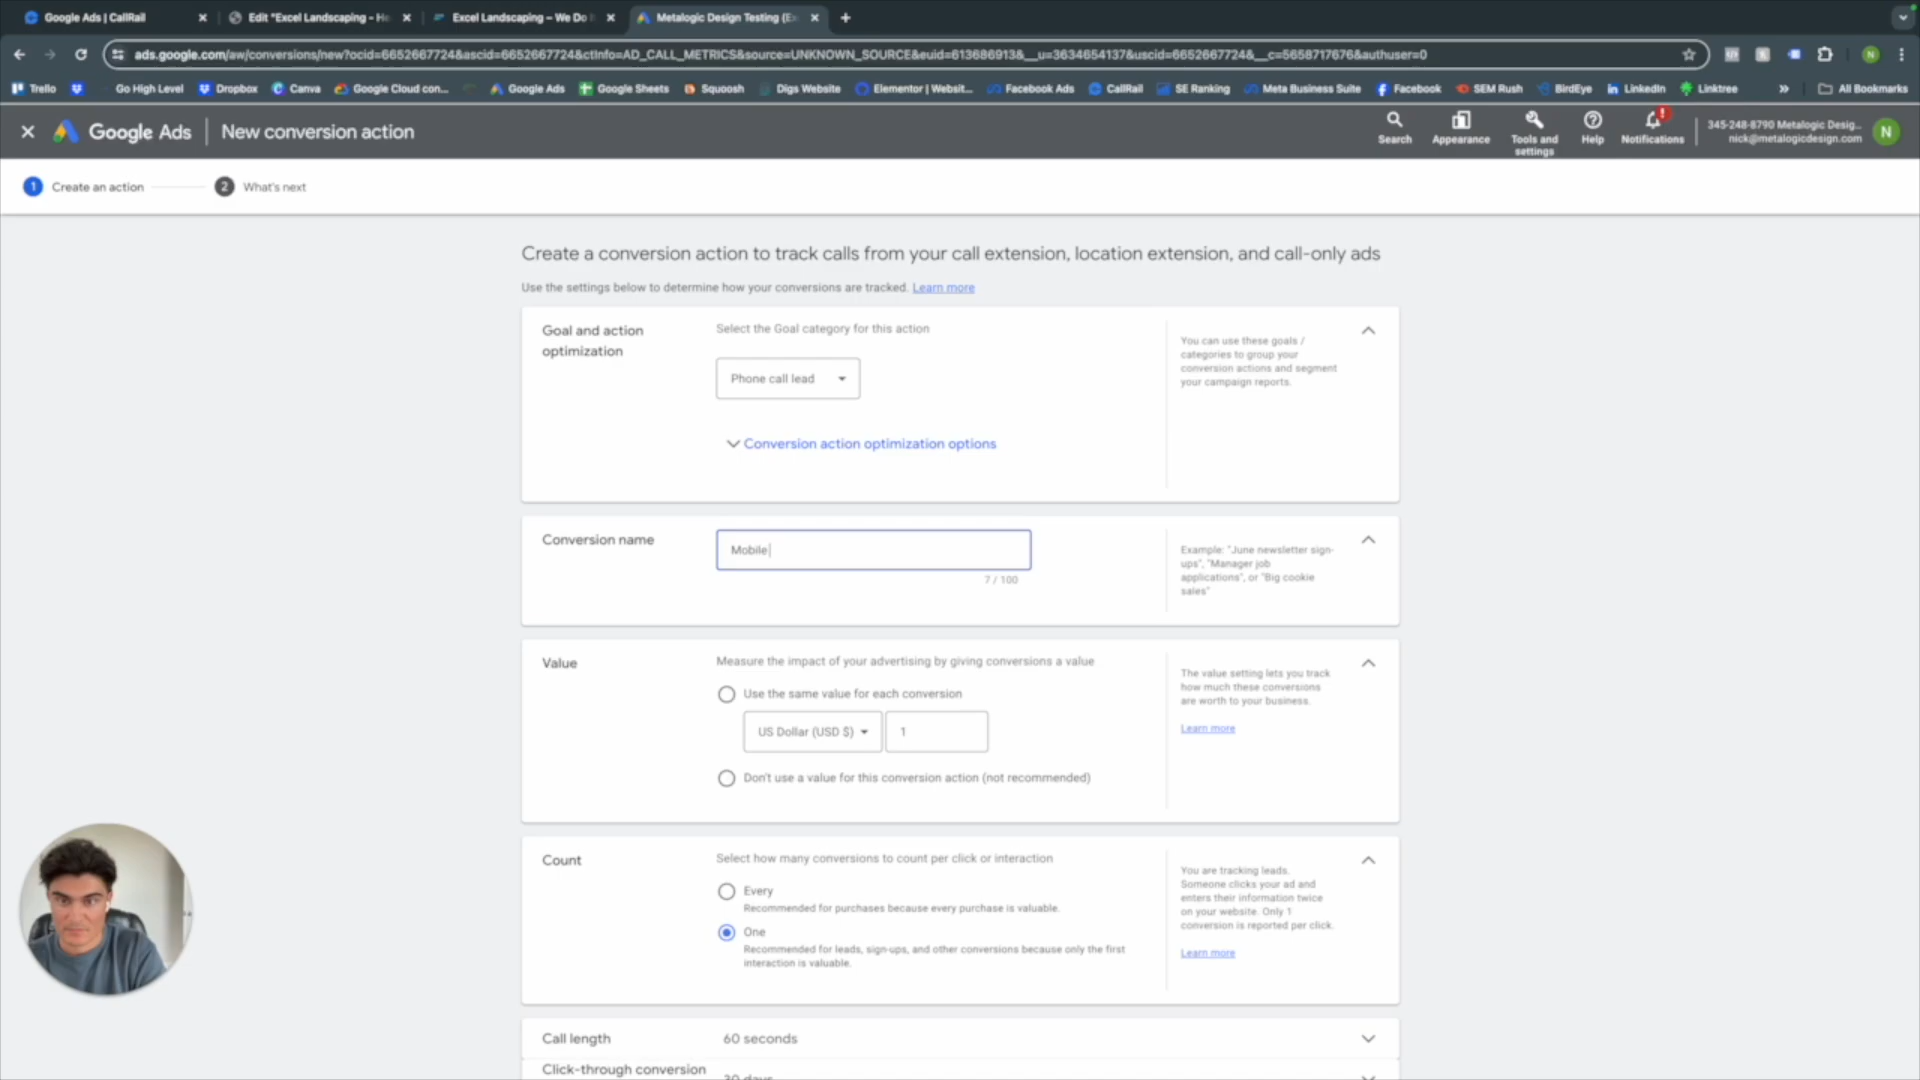 Google Ads | CallRail
Edit "Excel Landscaping - H
Excel Landscaping – We Do
Metalogic Design Testing (E
ads.google.com/aw/conversions/new?ocid=6652667724&ascid=6652667724&ctInfo=AD_CALL_METRICS&source=UNKNOWN_SOURCE&euid=613686913&__u=3634654137&uscid=6652667724&__c=5658717676&authuser=0
N
Trello
Go High Level
Dropbox
Canva
Google Cloud con...
Google Ads
Google Sheets
Squoosh
Digs Website
Elementor | Websit...
Facebook Ads
CallRail
SE Ranking
Meta Business Suite
Facebook
SEM Rush
BirdEye
LinkedIn
Linktree
»
All Bookmarks
Google Ads
New conversion action
Search
Appearance
Tools and settings
Help
Notifications
345-248-8790 Metalogic Desig...
nick@metalogicdesign.com
N
1 Create an action
2 What's next
Create a conversion action to track calls from your call extension, location extension, and call-only ads
Use the settings below to determine how your conversions are tracked. Learn more
Goal and action
optimization
Select the Goal category for this action
Phone call lead
Conversion action optimization options
You can use these goals /
categories to group your
conversion actions and segment
your campaign reports.
Conversion name
Mobile
7 / 100
Example: "June newsletter sign-
ups", "Manager job
applications", or "Big cookie
sales"
Value
Measure the impact of your advertising by giving conversions a value
Use the same value for each conversion
US Dollar (USD $)
1
Don't use a value for this conversion action (not recommended)
The value setting lets you track
how much these conversions
are worth to your business.
Learn more
Count
Select how many conversions to count per click or interaction
Every
Recommended for purchases because every purchase is valuable.
One
Recommended for leads, sign-ups, and other conversions because only the first
interaction is valuable.
You are tracking leads.
Someone clicks your ad and
enters their information twice
on your website. Only 1
conversion is reported per click.
Learn more
Call length
60 seconds
Click-through conversion
30 days